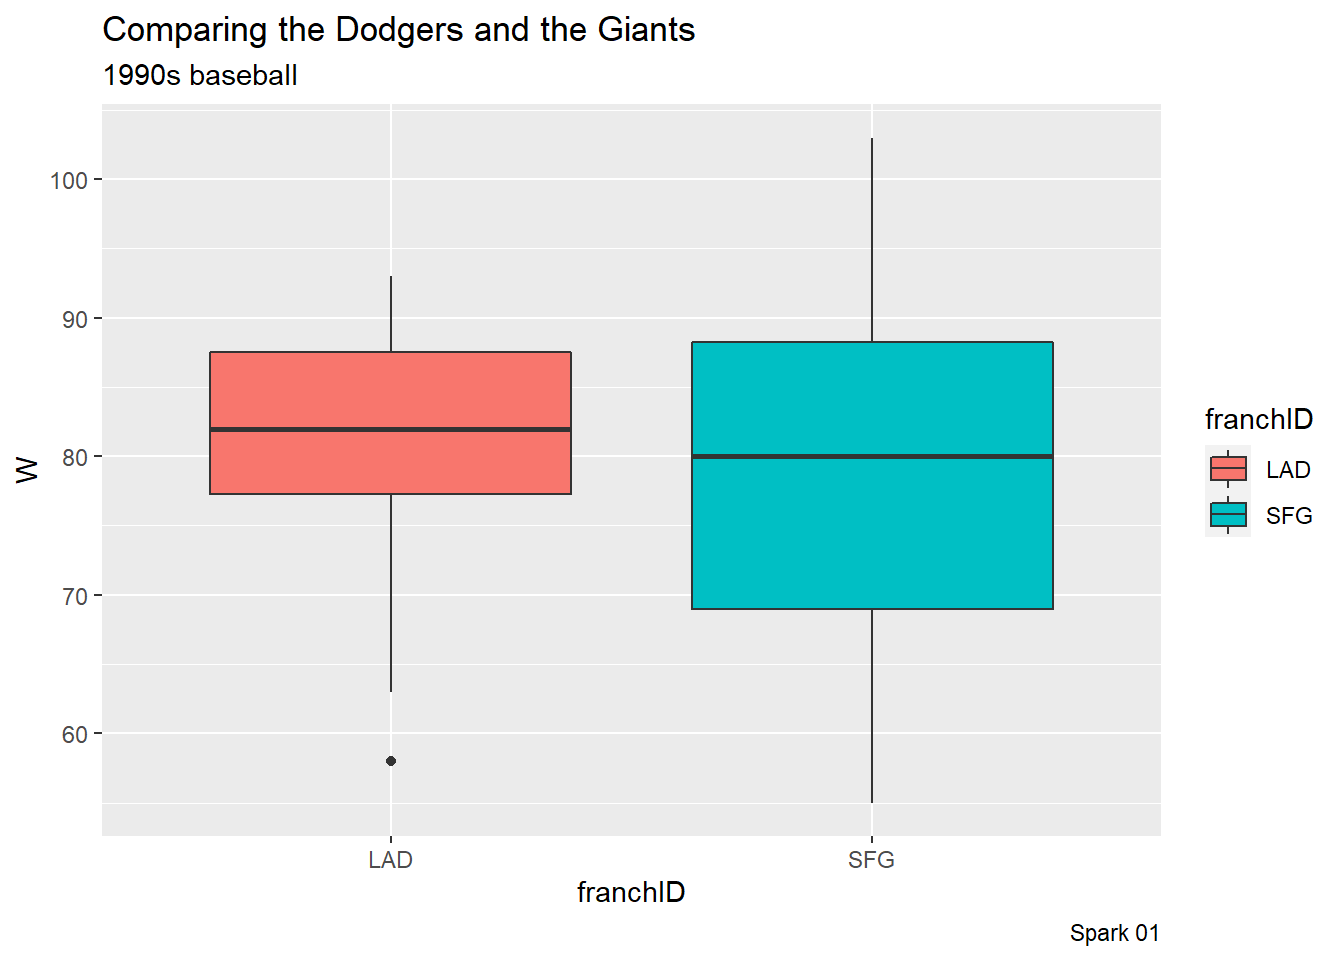 Comparing the Dodgers and the Giants
1990s baseball
100
90
80
70
60
W
LAD
SFG
franchID
franchID
LAD
SFG
Spark 01